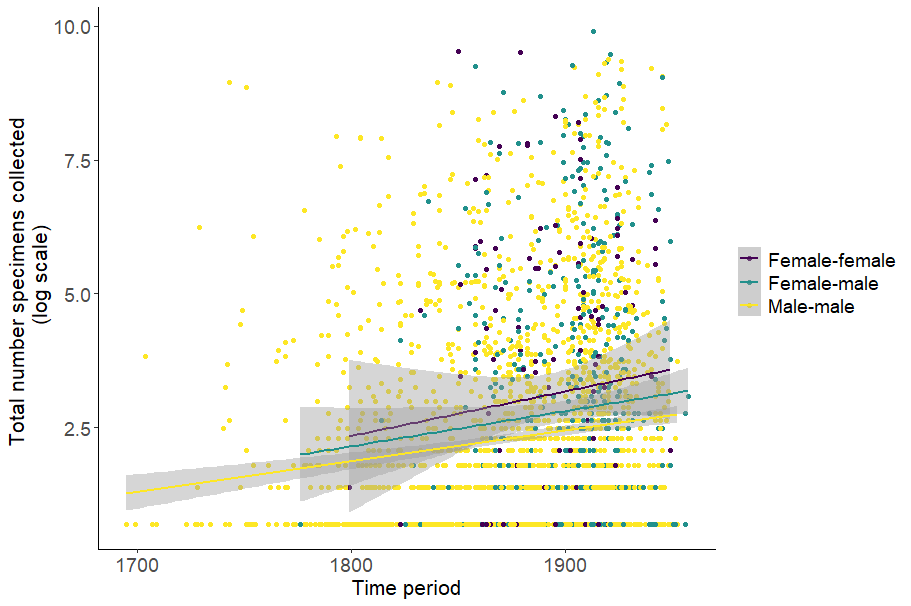 Total number specimens collected
(log scale)
10.0
7.5
5.0
2.5
1700
1800
1900
Time period
Female-female
Female-male
Male-male